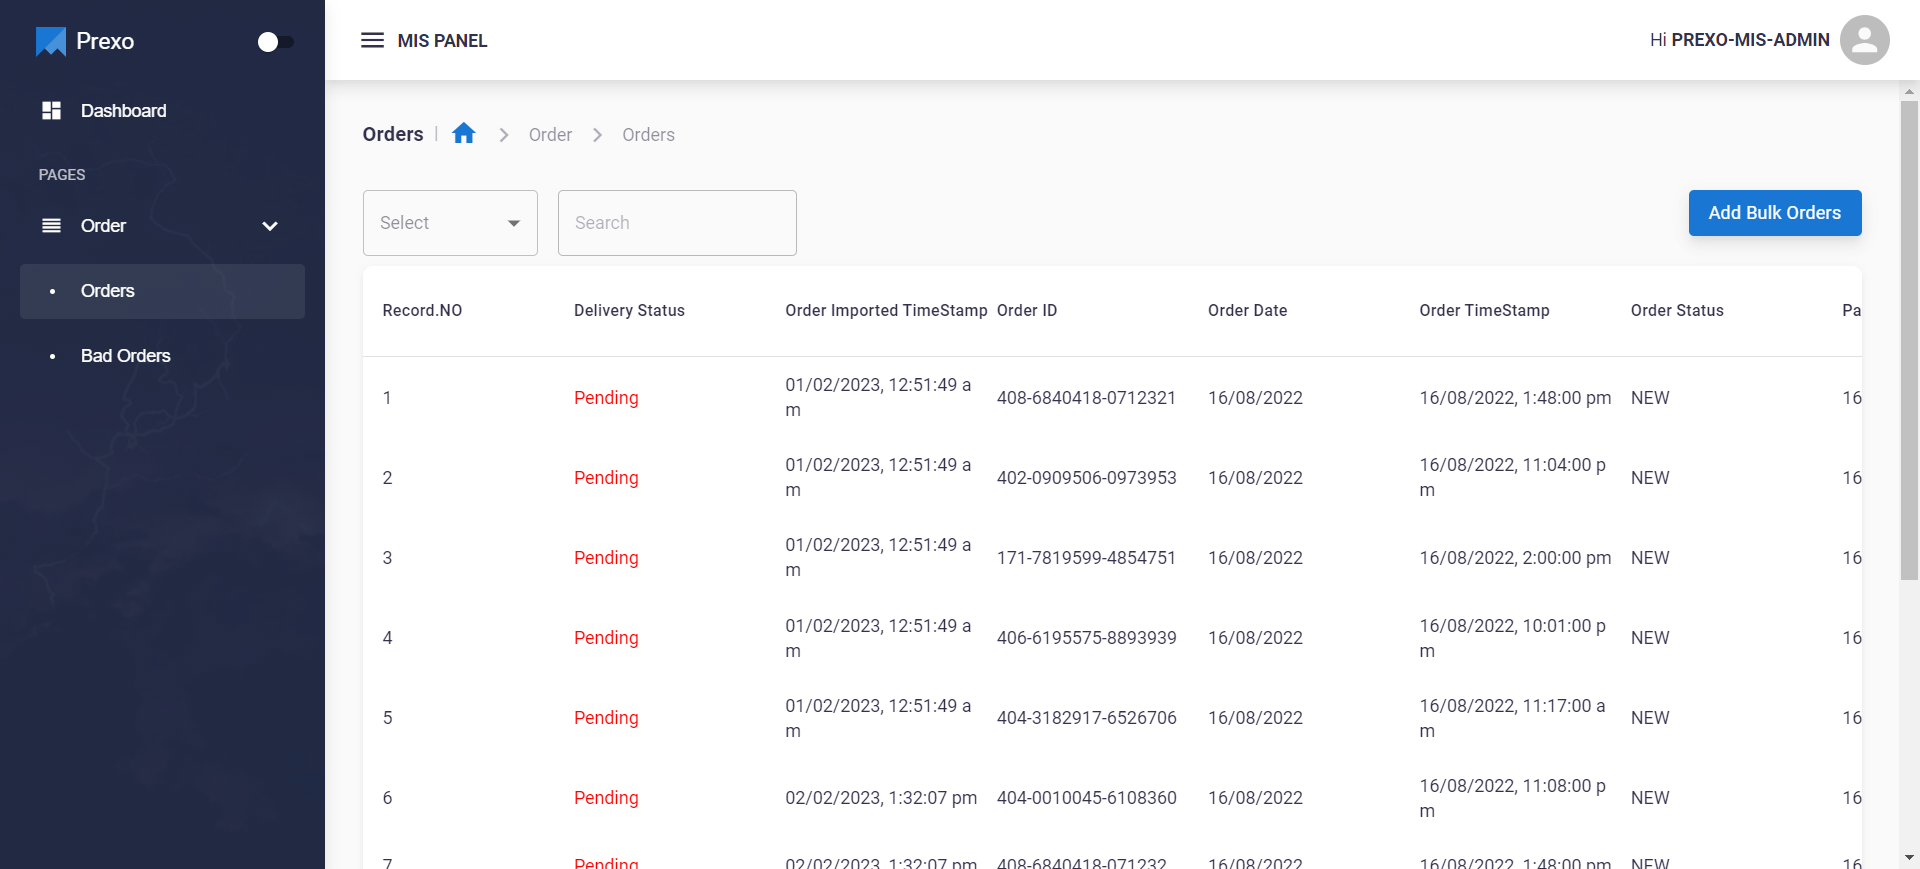 Prexo
Dashboard
PAGES
Order
Orders
Bad Orders
MIS PANEL
Hi PREXO-MIS-ADMIN
Orders | Order Orders
Select Search
Add Bulk Orders
Record.NO Delivery Status Order Imported TimeStamp Order ID Order Date Order TimeStamp Order Status Pa
1 Pending 01/02/2023, 12:51:49 a
m 408-6840418-0712321 16/08/2022 16/08/2022, 1:48:00 pm NEW 16
2 Pending 01/02/2023, 12:51:49 a
m 402-0909506-0973953 16/08/2022 16/08/2022, 11:04:00 p
m NEW 16
3 Pending 01/02/2023, 12:51:49 a
m 171-7819599-4854751 16/08/2022 16/08/2022, 2:00:00 pm NEW 16
4 Pending 01/02/2023, 12:51:49 a
m 406-6195575-8893939 16/08/2022 16/08/2022, 10:01:00 p
m NEW 16
5 Pending 01/02/2023, 12:51:49 a
m 404-3182917-6526706 16/08/2022 16/08/2022, 11:17:00 a
m NEW 16
6 Pending 02/02/2023, 1:32:07 pm 404-0010045-6108360 16/08/2022 16/08/2022, 11:08:00 p
m NEW 16
7 Pending 02/02/2023, 1:32:07 pm 408-6840418-071232 16/08/2022 16/08/2022, 1:48:00 pm NEW 16